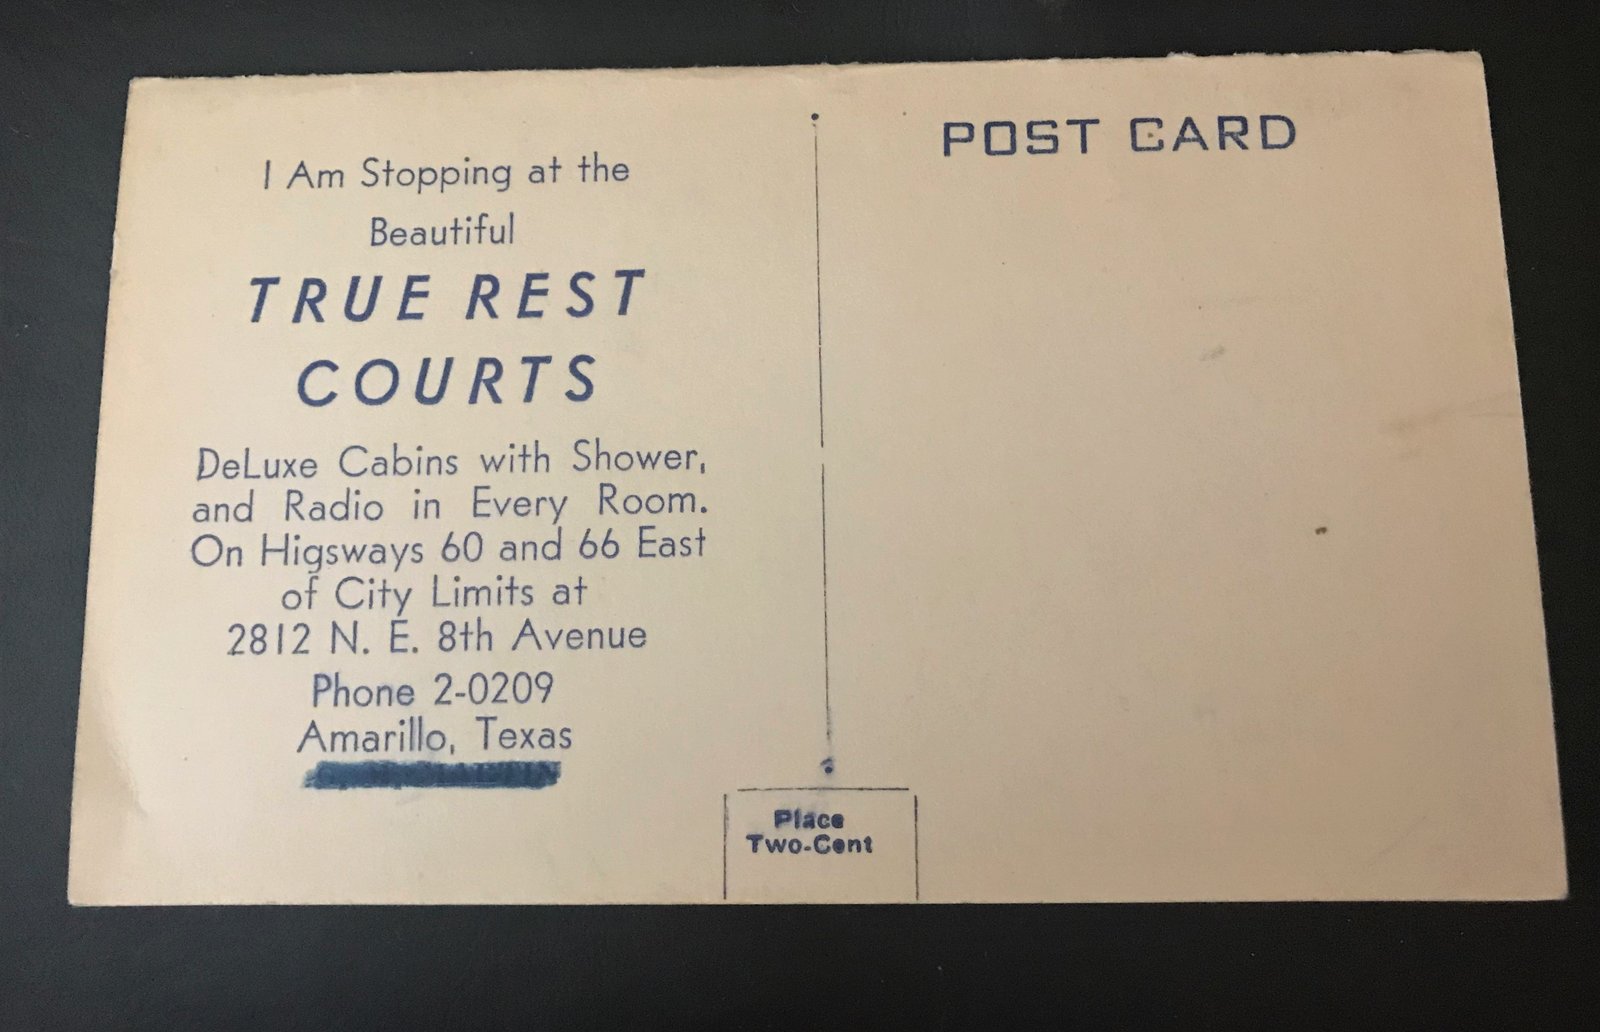 I Am Stopping at the
Beautiful
TRUE REST
COURTS
DeLuxe Cabins with Shower,
and Radio in Every Room.
On Higsways 60 and 66 East
of City Limits at
2812 N. E. 8th Avenue
Phone 2-0209
Amarillo, Texas
POST CARD
Place
Two-Cent